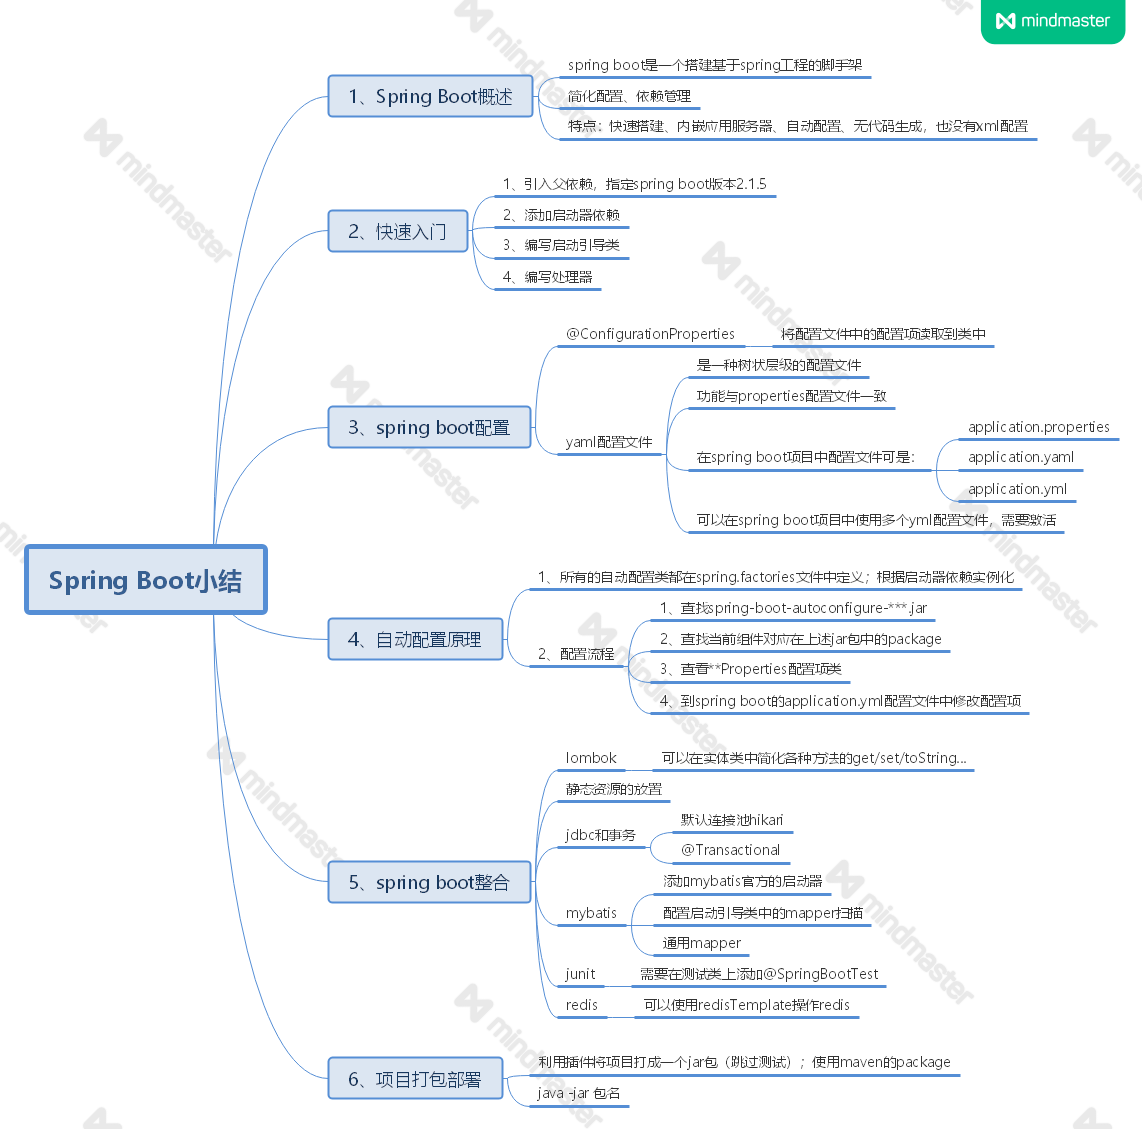 mindmaster
Spring Boot小结
1、Spring Boot概述
spring boot是一个搭建基于spring工程的脚手架
简化配置、依赖管理
特点：快速搭建、内嵌应用服务器、自动配置、无代码生成，也没有xml配置
2、快速入门
1、引入父依赖，指定spring boot版本2.1.5
2、添加启动器依赖
3、编写启动引导类
4、编写处理器
3、spring boot配置
@ConfigurationProperties
将配置文件中的配置项读取到类中
yaml配置文件
是一种树状层级的配置文件
功能与properties配置文件一致
在spring boot项目中配置文件可是：
application.properties
application.yaml
application.yml
可以在spring boot项目中使用多个yml配置文件，需要激活
4、自动配置原理
1、所有的自动配置类都在spring.factories文件中定义；根据启动器依赖实例化
2、配置流程
1、查找spring-boot-autoconfigure-***.jar
2、查找当前组件对应在上述jar包中的package
3、查看**Properties配置项类
4、到spring boot的application.yml配置文件中修改配置项
5、spring boot整合
lombok
可以在实体类中简化各种方法的get/set/toString...
静态资源的放置
jdbc和事务
默认连接池hikari
@Transactional
mybatis
添加mybatis官方的启动器
配置启动引导类中的mapper扫描
通用mapper
junit
需要在测试类上添加@SpringBootTest
redis
可以使用redisTemplate操作redis
6、项目打包部署
利用插件将项目打成一个jar包（跳过测试）；使用maven的package
java -jar 包名